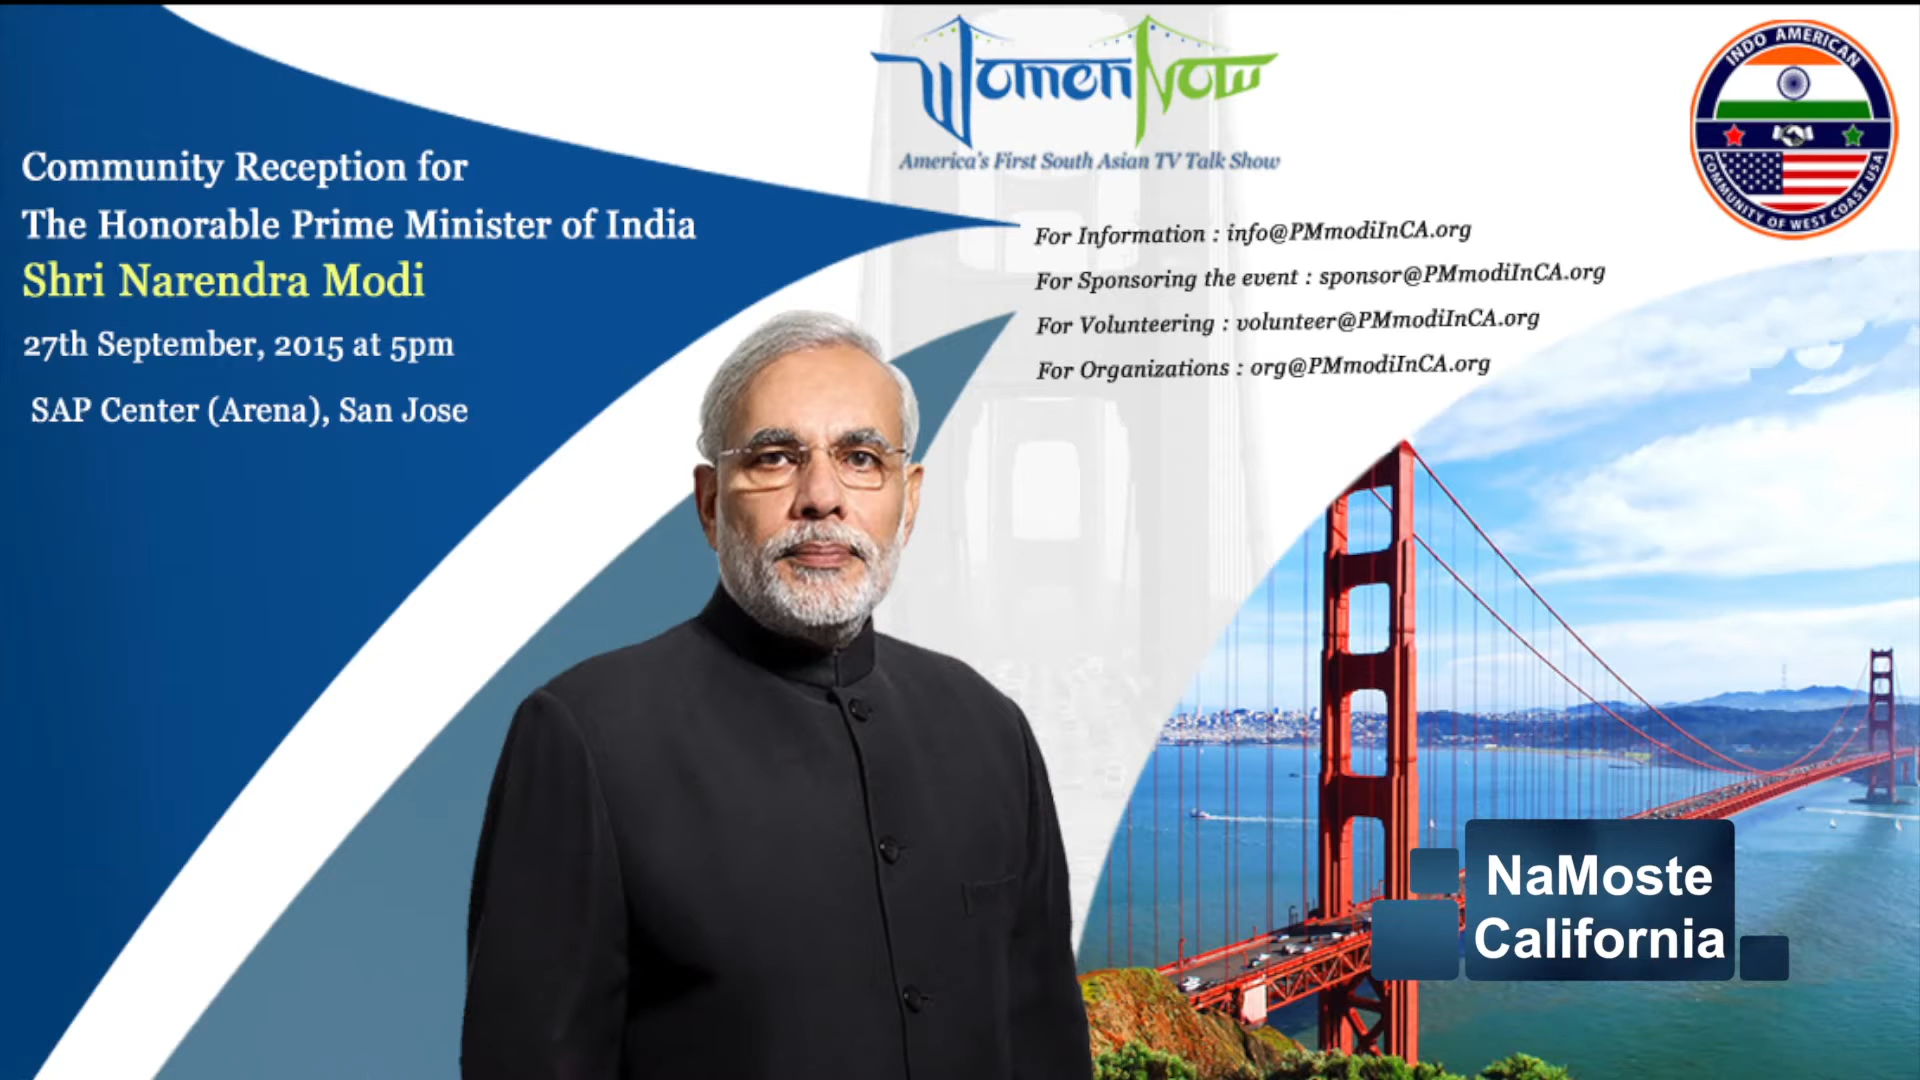 Women Now
America's First South Asian TV Talk Show
INDO AMERICAN
COMMUNITY OF WEST COAST USA
Community Reception for
The Honorable Prime Minister of India
Shri Narendra Modi
27th September, 2015 at 5pm
SAP Center (Arena), San Jose
For Information : info@PMmodiInCA.org
For Sponsoring the event : sponsor@PMmodiInCA.org
For Volunteering : volunteer@PMmodiInCA.org
For Organizations : org@PMmodiInCA.org
NaMoste
California